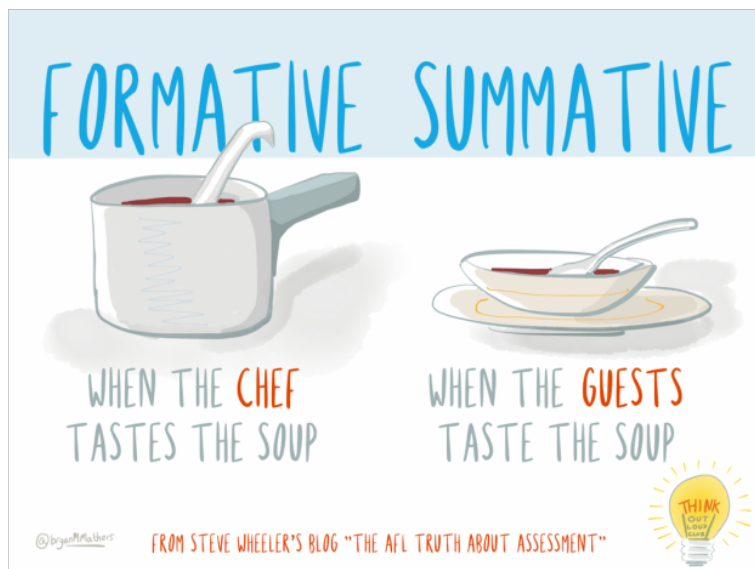 FORMATIVE SUMMATIVE
WHEN THE CHEF
TASTES THE SOUP
WHEN THE GUESTS
TASTE THE SOUP
@bryanMMathers
FROM STEVE WHEELER'S BLOG "THE AFL TRUTH ABOUT ASSESSMENT"
THINK
OUT
LOUD
CLUB